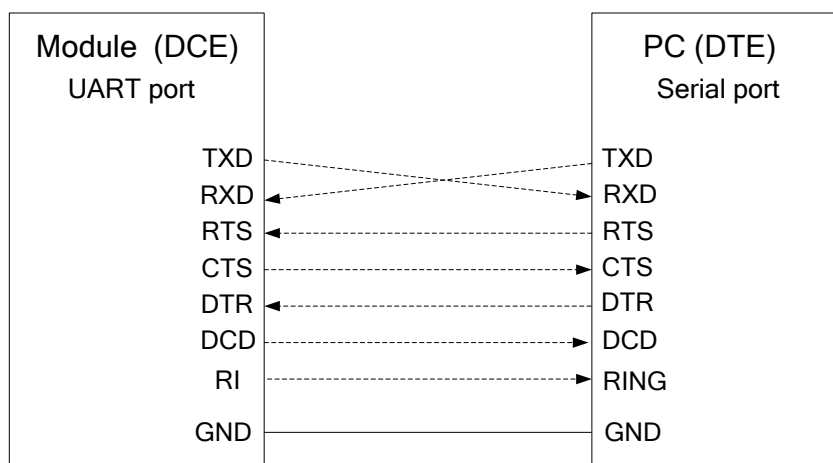 Module (DCE)
UART port
TXD
RXD
RTS
CTS
DTR
DCD
RI
GND
PC (DTE)
Serial port
TXD
RXD
RTS
CTS
DTR
DCD
RING
GND